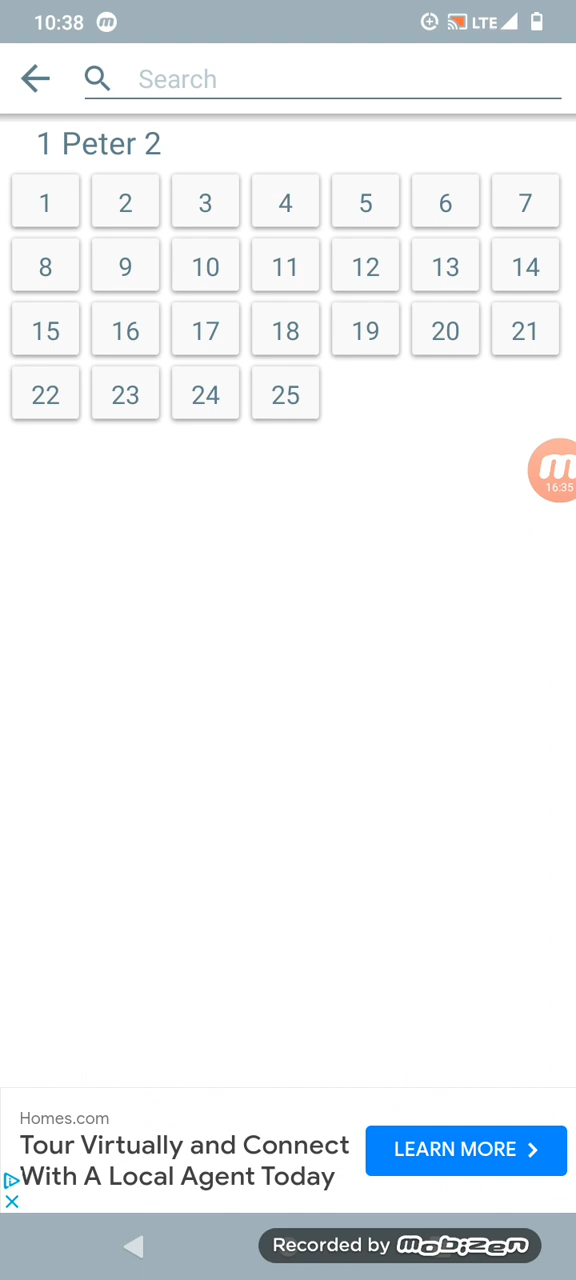 10:38 m LTE
Search
1 Peter 2
1 2 3 4 5 6 7
8 9 10 11 12 13 14
15 16 17 18 19 20 21
22 23 24 25
m
16:35
Homes.com
Tour Virtually and Connect
With A Local Agent Today
LEARN MORE
Recorded by mobizen